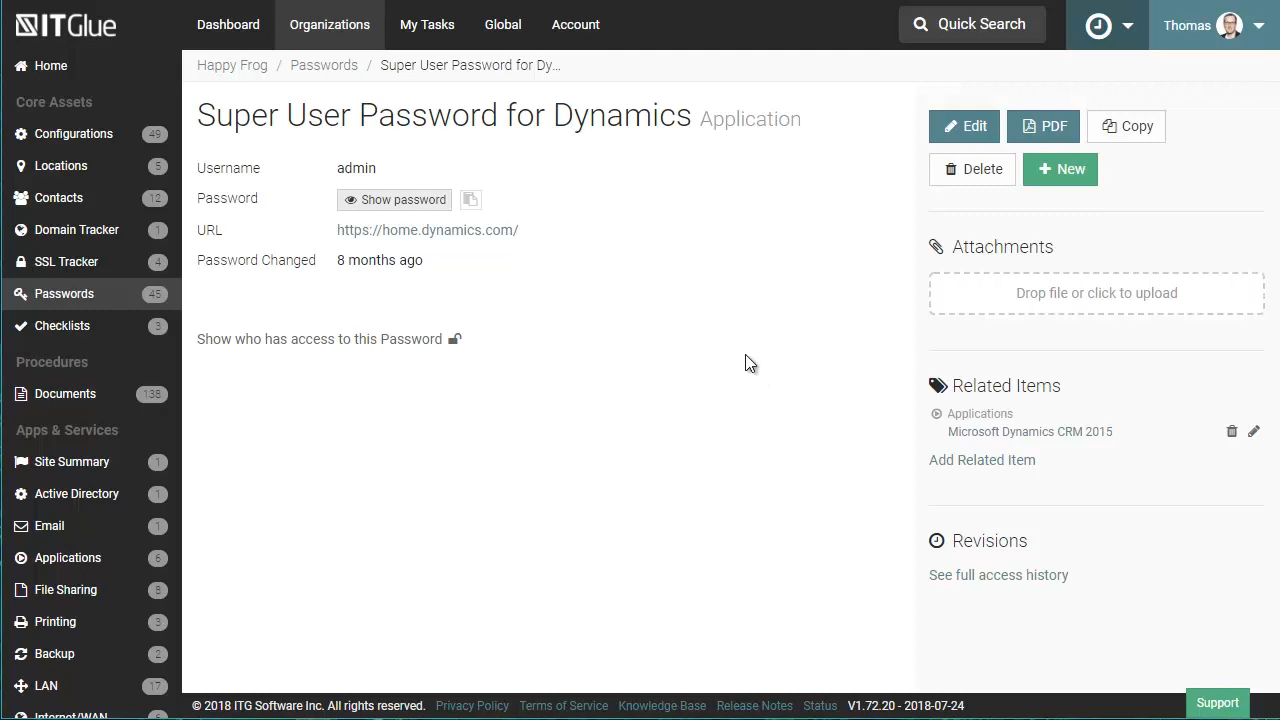 ITGlue
Dashboard
Organizations
My Tasks
Global
Account
Quick Search
Thomas
Home
Core Assets
Configurations 49
Locations 5
Contacts 12
Domain Tracker 1
SSL Tracker 4
Passwords 45
Checklists 3
Procedures
Documents 138
Apps & Services
Site Summary 1
Active Directory 1
Email 1
Applications 6
File Sharing 8
Printing 3
Backup 2
LAN 17
Internet/WAN
Happy Frog / Passwords / Super User Password for Dy...
Super User Password for Dynamics Application
Username admin
Password Show password
URL https://home.dynamics.com/
Password Changed 8 months ago
Show who has access to this Password
Edit
PDF
Copy
Delete
New
Attachments
Drop file or click to upload
Related Items
Applications
Microsoft Dynamics CRM 2015
Add Related Item
Revisions
See full access history
© 2018 ITG Software Inc. All rights reserved. Privacy Policy Terms of Service Knowledge Base Release Notes Status V1.72.20 - 2018-07-24
Support